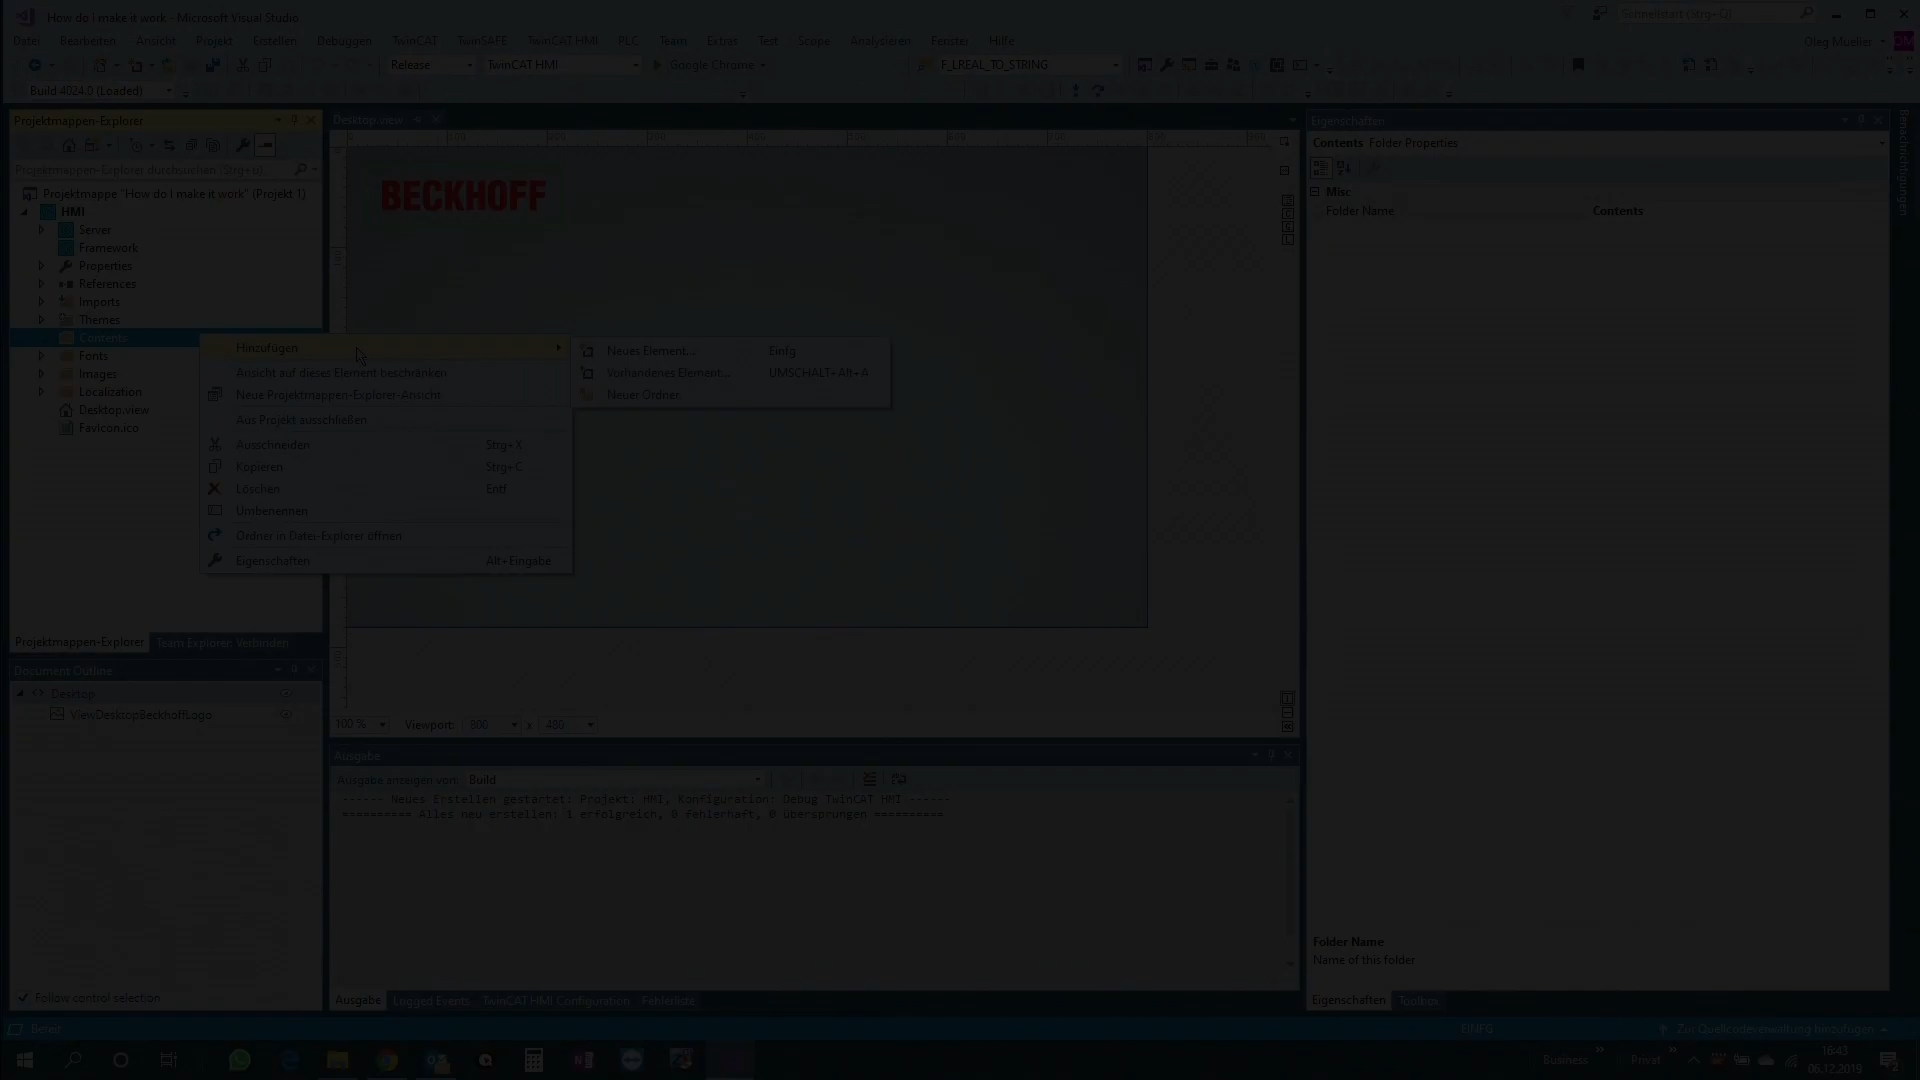 How do I make it work - Microsoft Visual Studio
Schnellstart (Strg+Q)
Datei Bearbeiten Ansicht Projekt Erstellen Debuggen TwinCAT TwinSAFE TwinCAT HMI PLC Team Extras Test Scope Analysieren Fenster Hilfe
Oleg Mueller
OM
Release TwinCAT HMI Google Chrome F_LREAL_TO_STRING
Build 4024.0 (Loaded)
Projektmappen-Explorer
Projektmappen-Explorer durchsuchen (Strg+ü)
Projektmappe "How do I make it work" (Projekt 1)
HMI
Server
Framework
Properties
References
Imports
Themes
Contents
Fonts
Images
Localization
Desktop.view
FavIcon.ico
Hinzufügen
Ansicht auf dieses Element beschränken
Neue Projektmappen-Explorer-Ansicht
Aus Projekt ausschließen
Ausschneiden Strg+X
Kopieren Strg+C
Löschen Entf
Umbenennen
Ordner in Datei-Explorer öffnen
Eigenschaften Alt+Eingabe
Neues Element... Einfg
Vorhandenes Element... UMSCHALT+Alt+A
Neuer Ordner
Projektmappen-Explorer Team Explorer: Verbinden
Document Outline
Desktop
ViewDesktopBeckhoffLogo
Follow control selection
Desktop.view
BECKHOFF
100 % Viewport: 800 x 480
Ausgabe
Ausgabe anzeigen von: Build
------ Neues Erstellen gestartet: Projekt: HMI, Konfiguration: Debug TwinCAT HMI ------
========== Alles neu erstellen: 1 erfolgreich, 0 fehlerhaft, 0 übersprungen ==========
Ausgabe Logged Events TwinCAT HMI Configuration Fehlerliste
Eigenschaften
Contents Folder Properties
Misc
Folder Name Contents
Folder Name
Name of this folder
Eigenschaften Toolbox
Benachrichtigungen
Bereit
EINFG
Zur Quellcodeverwaltung hinzufügen
Business
Privat
16:43
06.12.2019